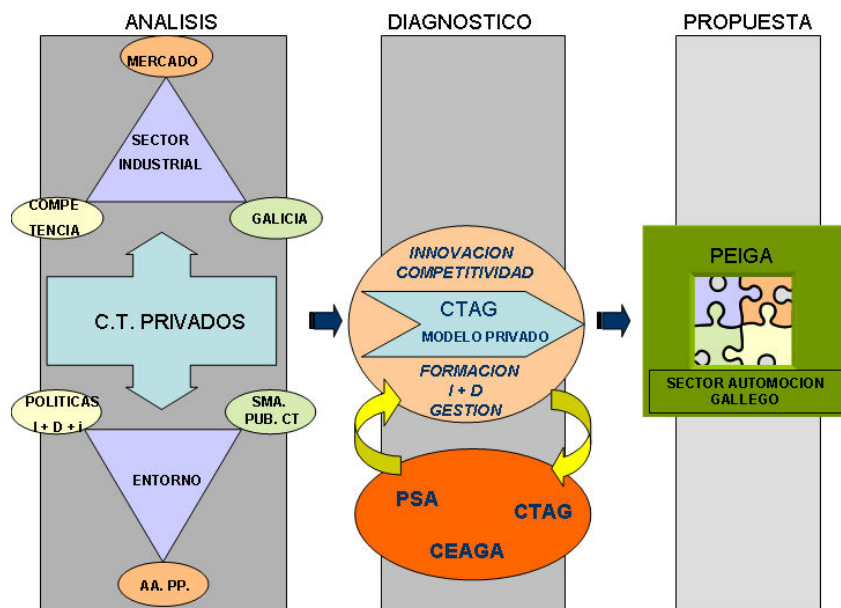 ANALISIS
DIAGNOSTICO
PROPUESTA
MERCADO
SECTOR
INDUSTRIAL
COMPE
TENCIA
GALICIA
C.T. PRIVADOS
POLITICAS
I + D + i
SMA.
PUB. CT
ENTORNO
AA. PP.
INNOVACION
COMPETITIVIDAD
CTAG
MODELO PRIVADO
FORMACION
I + D
GESTION
PSA
CTAG
CEAGA
PEIGA
SECTOR AUTOMOCION
GALLEGO